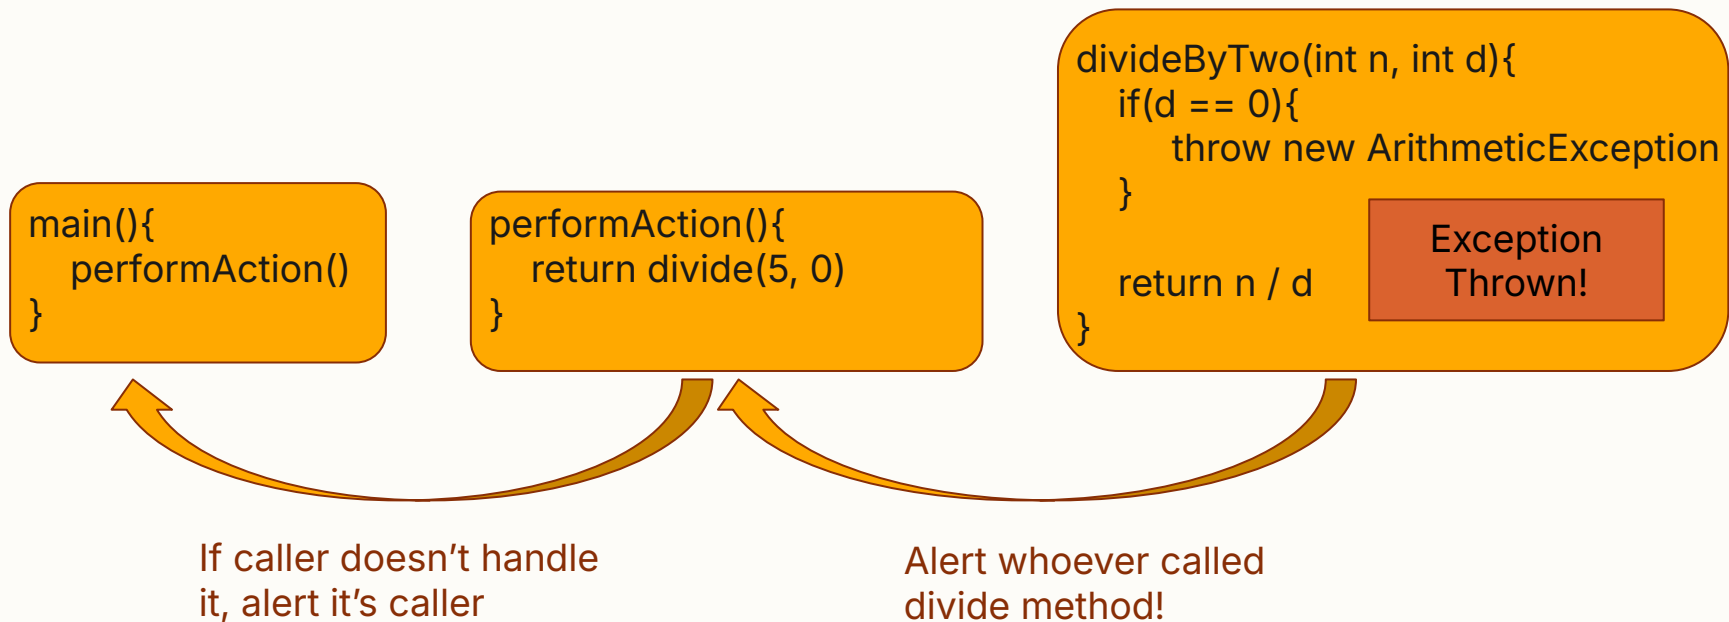 main(){
performAction()
}
performAction(){
return divide(5, 0)
}
divideByTwo(int n, int d){
if(d == 0){
throw new ArithmeticException
}
return n / d
}
Exception
Thrown!
If caller doesn’t handle
it, alert it’s caller
Alert whoever called
divide method!